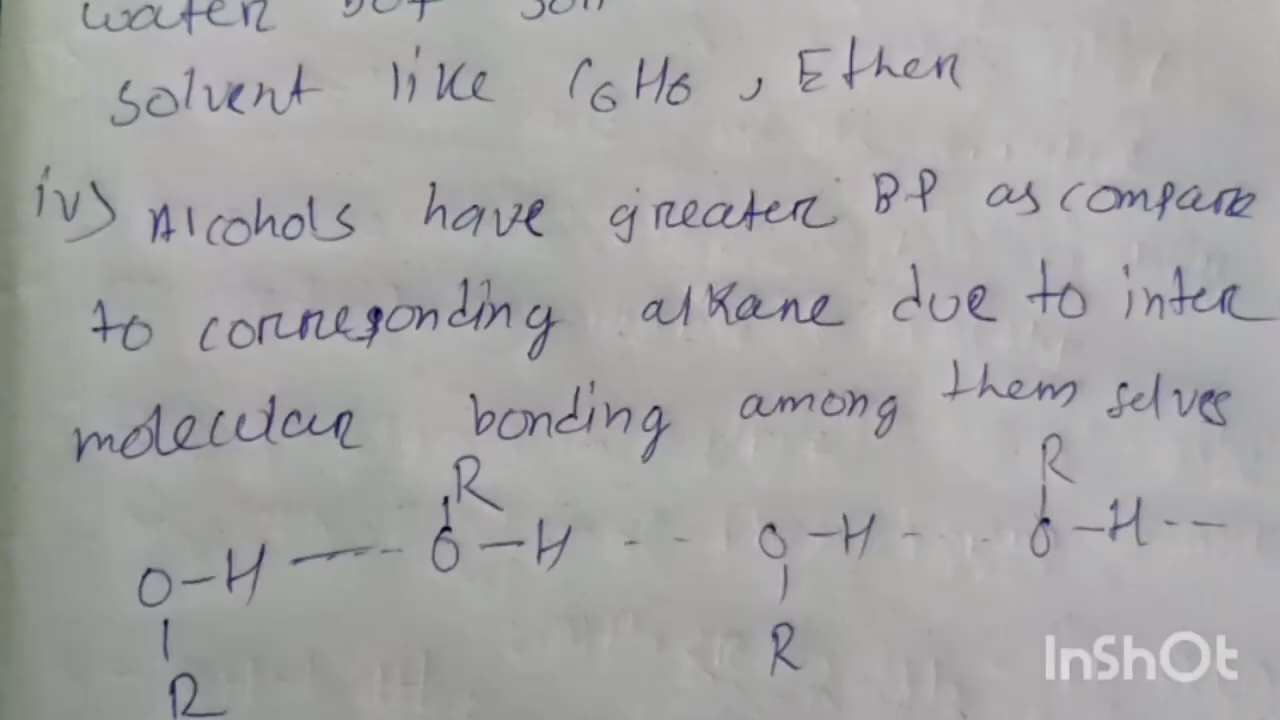 water
solvent like C6H6, Ether
iv) Alcohols have greater BP as compare
to corresponding alkane due to inter
molecular bonding among them selves
R R
O-H --- O-H -- O-H -- O-H --
R R
InShOt